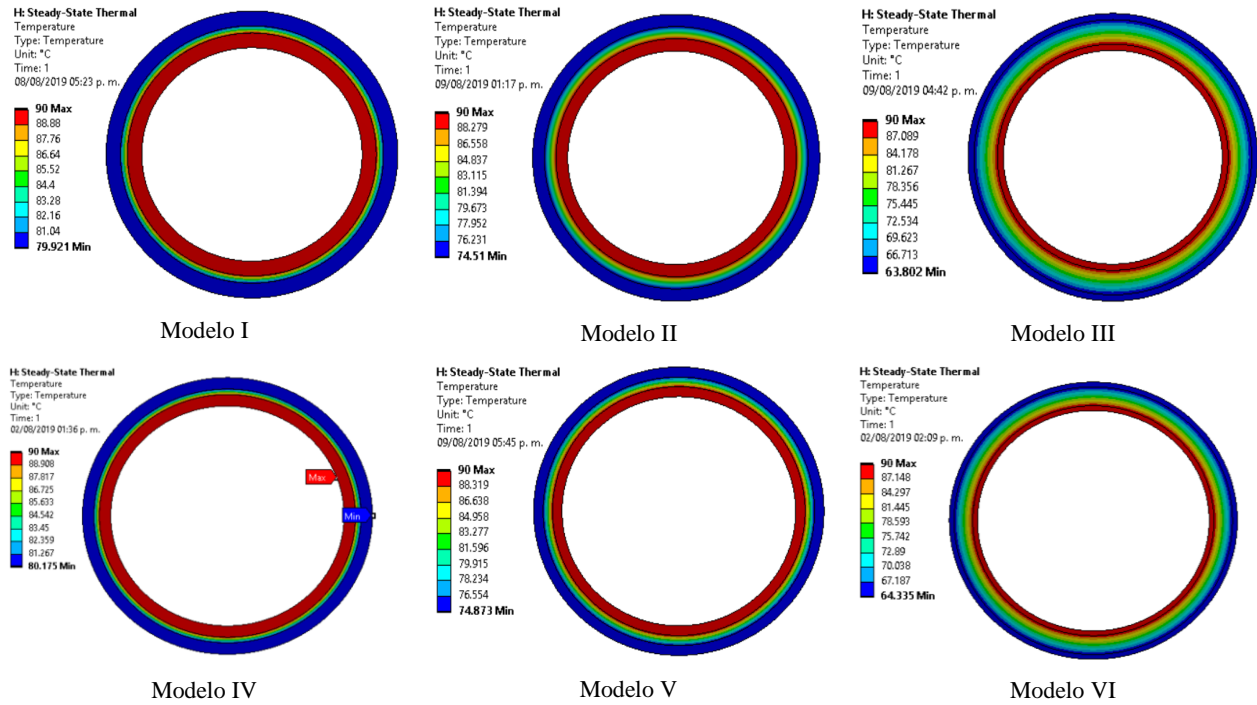 H: Steady-State Thermal
Temperature
Type: Temperature
Unit: °C
Time: 1
08/08/2019 05:23 p. m.
90 Max
88.88
87.76
86.64
85.52
84.4
83.28
82.16
81.04
79.921 Min
Modelo I
H: Steady-State Thermal
Temperature
Type: Temperature
Unit: °C
Time: 1
09/08/2019 01:17 p. m.
90 Max
88.279
86.558
84.837
83.115
81.394
79.673
77.952
76.231
74.51 Min
Modelo II
H: Steady-State Thermal
Temperature
Type: Temperature
Unit: °C
Time: 1
09/08/2019 04:42 p. m.
90 Max
87.089
84.178
81.267
78.356
75.445
72.534
69.623
66.713
63.802 Min
Modelo III
H: Steady-State Thermal
Temperature
Type: Temperature
Unit: °C
Time: 1
02/08/2019 01:36 p. m.
90 Max
88.908
87.817
86.725
85.633
84.542
83.45
82.359
81.267
80.175 Min
Max
Min
Modelo IV
H: Steady-State Thermal
Temperature
Type: Temperature
Unit: °C
Time: 1
09/08/2019 05:45 p. m.
90 Max
88.319
86.638
84.958
83.277
81.596
79.915
78.234
76.554
74.873 Min
Modelo V
H: Steady-State Thermal
Temperature
Type: Temperature
Unit: °C
Time: 1
02/08/2019 02:09 p. m.
90 Max
87.148
84.297
81.445
78.593
75.742
72.89
70.038
67.187
64.335 Min
Modelo VI